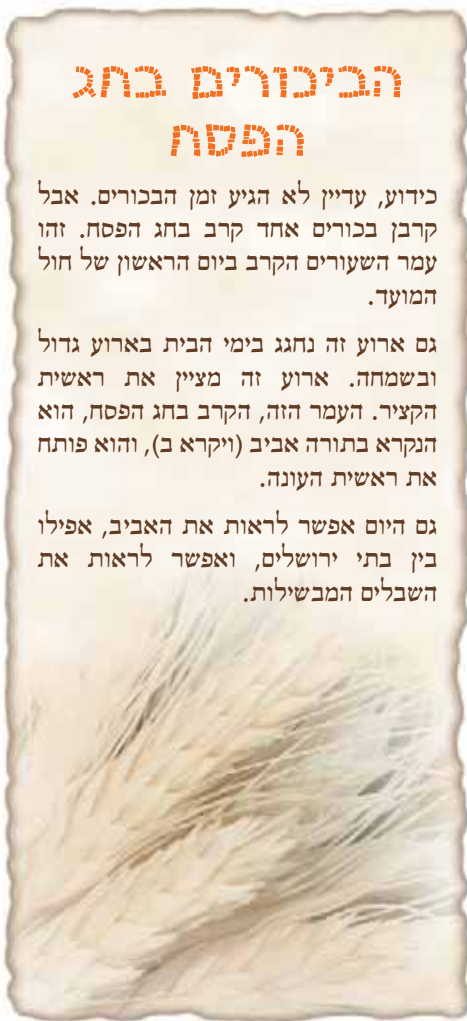 הביכורים בחג
הפסח
כידוע, עדיין לא הגיע זמן הבכורים. אבל
קרבן בכורים אחד קרב בחג הפסח. זהו
עמר השעורים הקרב ביום הראשון של חול
המועד.
גם ארוע זה נחגג בימי הבית בארוע גדול
ובשמחה. ארוע זה מציין את ראשית
הקציר. העמר הזה, הקרב בחג הפסח, הוא
הנקרא בתורה אביב (ויקרא ב), והוא פותח
את ראשית העונה.
גם היום אפשר לראות את האביב, אפילו
בין בתי ירושלים, ואפשר לראות את
השבלים המבשילות.